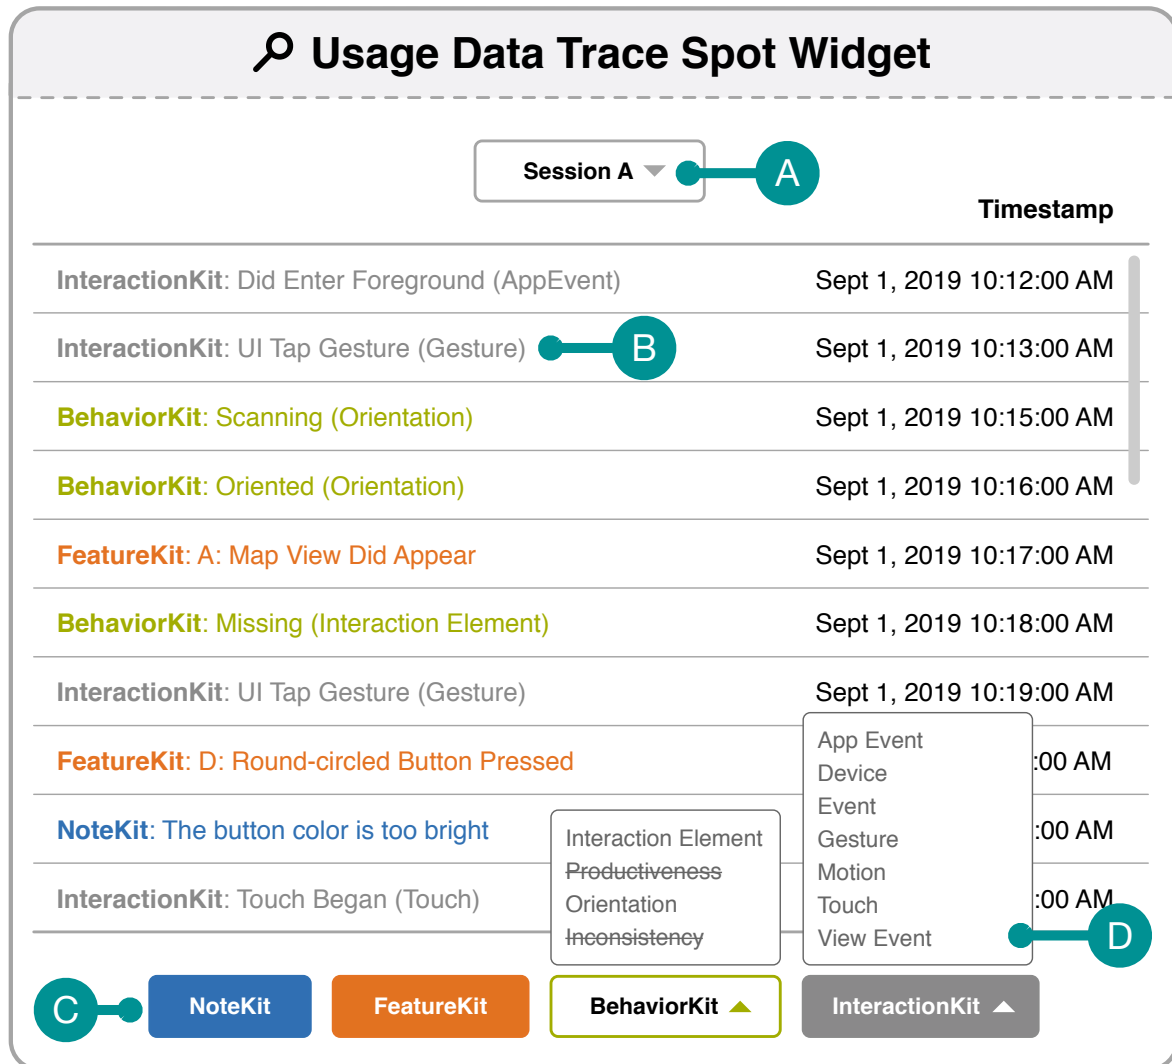 Usage Data Trace Spot Widget
Session A
A
Timestamp
InteractionKit: Did Enter Foreground (AppEvent) Sept 1, 2019 10:12:00 AM
InteractionKit: UI Tap Gesture (Gesture) B Sept 1, 2019 10:13:00 AM
BehaviorKit: Scanning (Orientation) Sept 1, 2019 10:15:00 AM
BehaviorKit: Oriented (Orientation) Sept 1, 2019 10:16:00 AM
FeatureKit: A: Map View Did Appear Sept 1, 2019 10:17:00 AM
BehaviorKit: Missing (Interaction Element) Sept 1, 2019 10:18:00 AM
InteractionKit: UI Tap Gesture (Gesture) Sept 1, 2019 10:19:00 AM
FeatureKit: D: Round-circled Button Pressed :00 AM
NoteKit: The button color is too bright :00 AM
InteractionKit: Touch Began (Touch) :00 AM
Interaction Element
Productiveness
Orientation
Inconsistency
App Event
Device
Event
Gesture
Motion
Touch
View Event
D
C
NoteKit
FeatureKit
BehaviorKit
InteractionKit